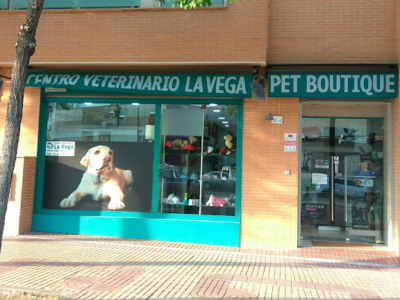 CENTRO VETERINARIO LA VEGA
PET BOUTIQUE
La Vega